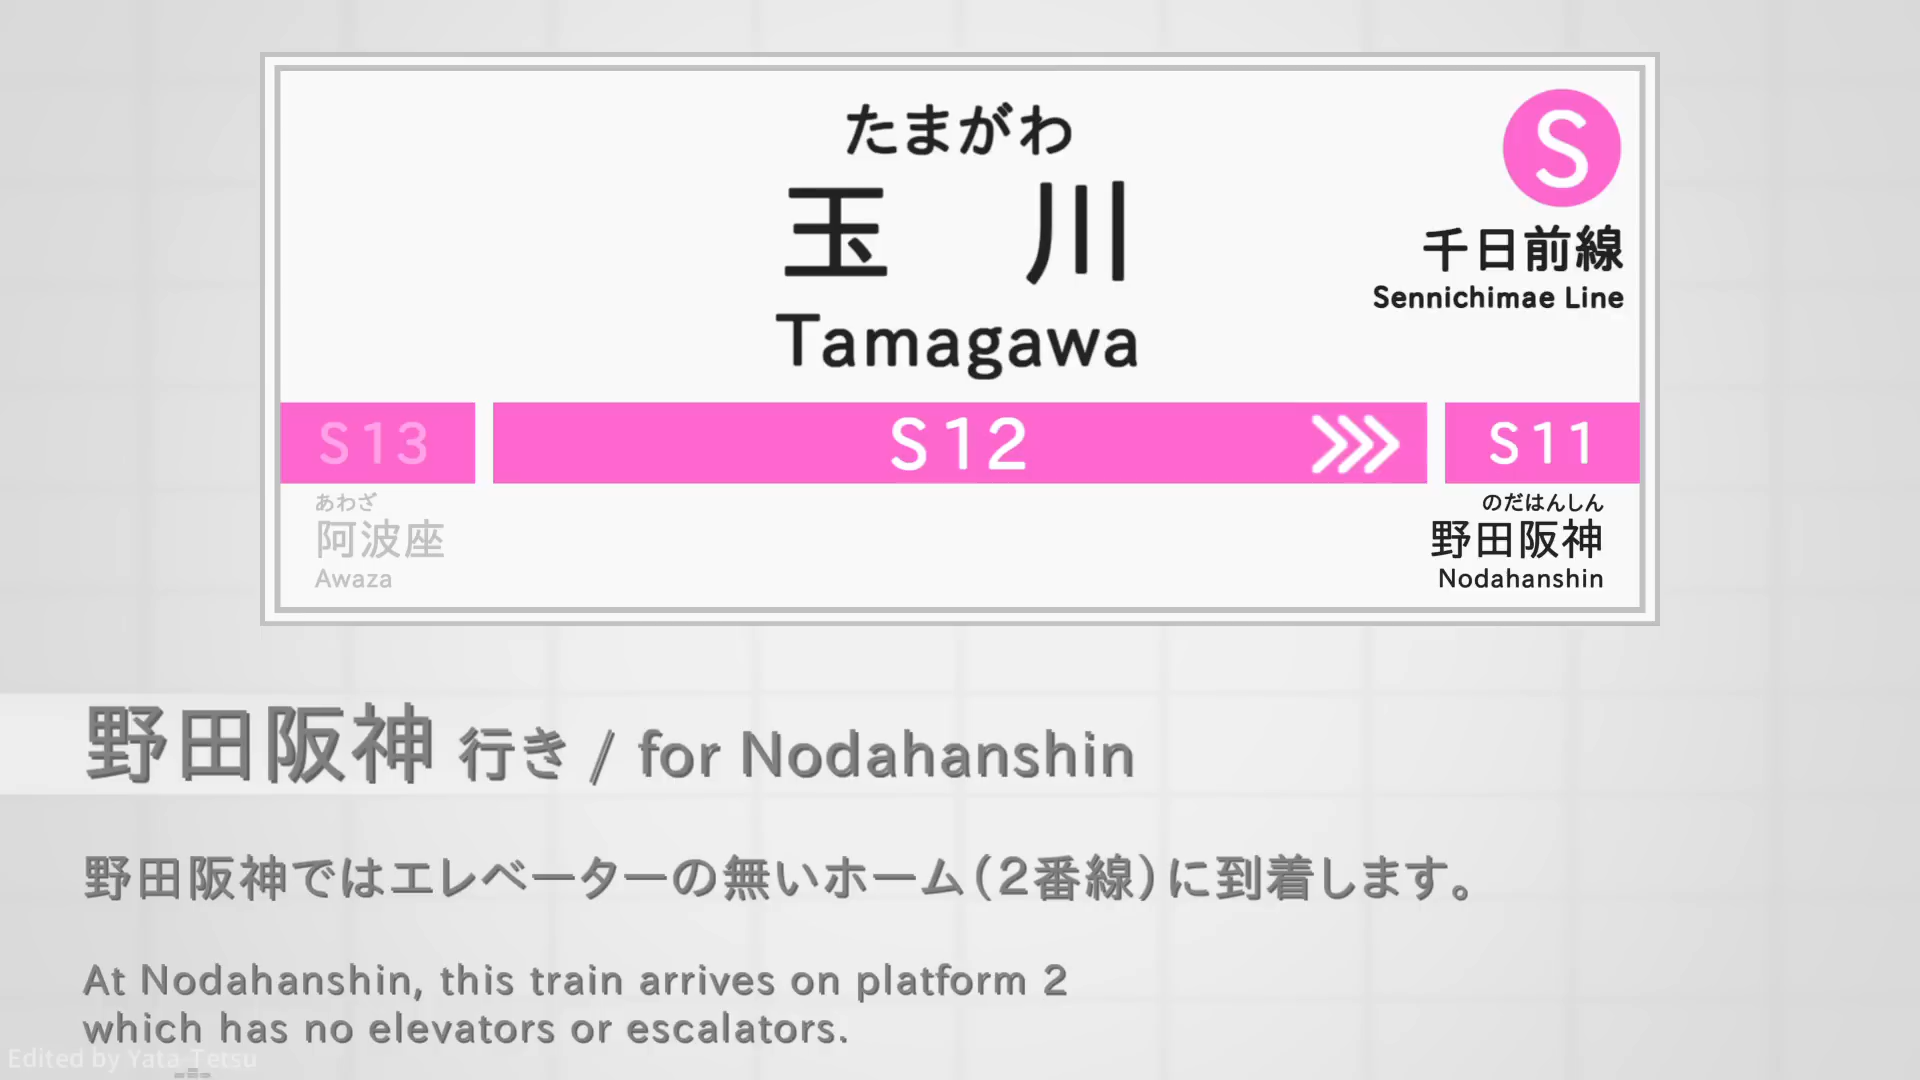 たまがわ
玉川
Tamagawa
S
千日前線
Sennichimae Line
S13
S12
S11
あわざ
阿波座
Awaza
のだはんしん
野田阪神
Nodahanshin
野田阪神 行き / for Nodahanshin
野田阪神ではエレベーターの無いホーム(2番線)に到着します。
At Nodahanshin, this train arrives on platform 2
which has no elevators or escalators.
Edited by Yata_Tetsu